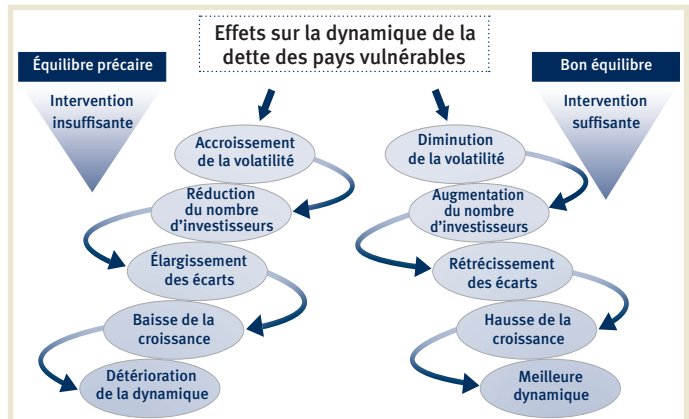 Effets sur la dynamique de la
dette des pays vulnérables
Équilibre précaire
Intervention
insuffisante
Accroissement
de la volatilité
Réduction
du nombre
d'investisseurs
Élargissement
des écarts
Baisse de la
croissance
Détérioration
de la dynamique
Bon équilibre
Intervention
suffisante
Diminution
de la volatilité
Augmentation
du nombre
d'investisseurs
Rétrécissement
des écarts
Hausse de la
croissance
Meilleure
dynamique